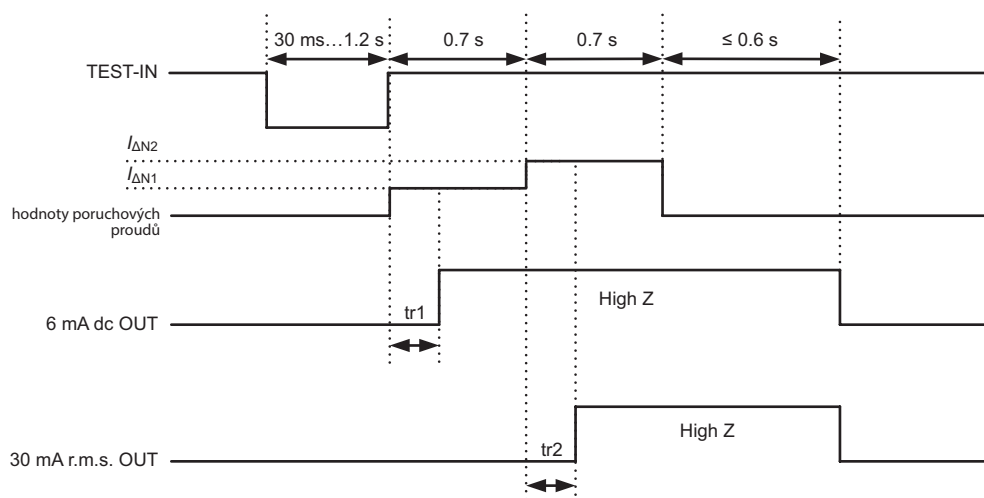 30 ms...1.2 s 0.7 s 0.7 s ≤ 0.6 s
TEST-IN
IΔN2
IΔN1
hodnoty poruchových
proudů
High Z
tr1
6 mA dc OUT
High Z
tr2
30 mA r.m.s. OUT